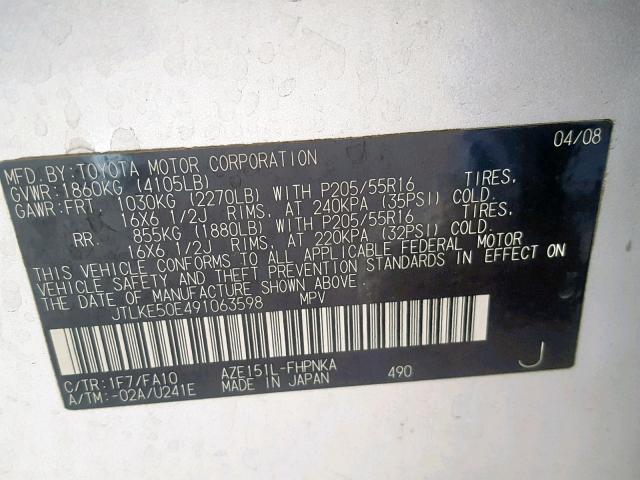 MFD.BY:TOYOTA MOTOR CORPORATION 04/08
GVWR:1860KG (4105LB)
GAWR:FRT. 1030KG (2270LB) WITH P205/55R16 TIRES,
16X6 1/2J RIMS, AT 240KPA (35PSI) COLD.
RR. 855KG (1880LB) WITH P205/55R16 TIRES,
16X6 1/2J RIMS, AT 220KPA (32PSI) COLD.
THIS VEHICLE CONFORMS TO ALL APPLICABLE FEDERAL MOTOR
VEHICLE SAFETY AND THEFT PREVENTION STANDARDS IN EFFECT ON
THE DATE OF MANUFACTURE SHOWN ABOVE.
JTLKE50E491063598 MPV
C/TR:1F7/FA10 AZE151L-FHPNKA
A/TM:-02A/U241E MADE IN JAPAN 490 J